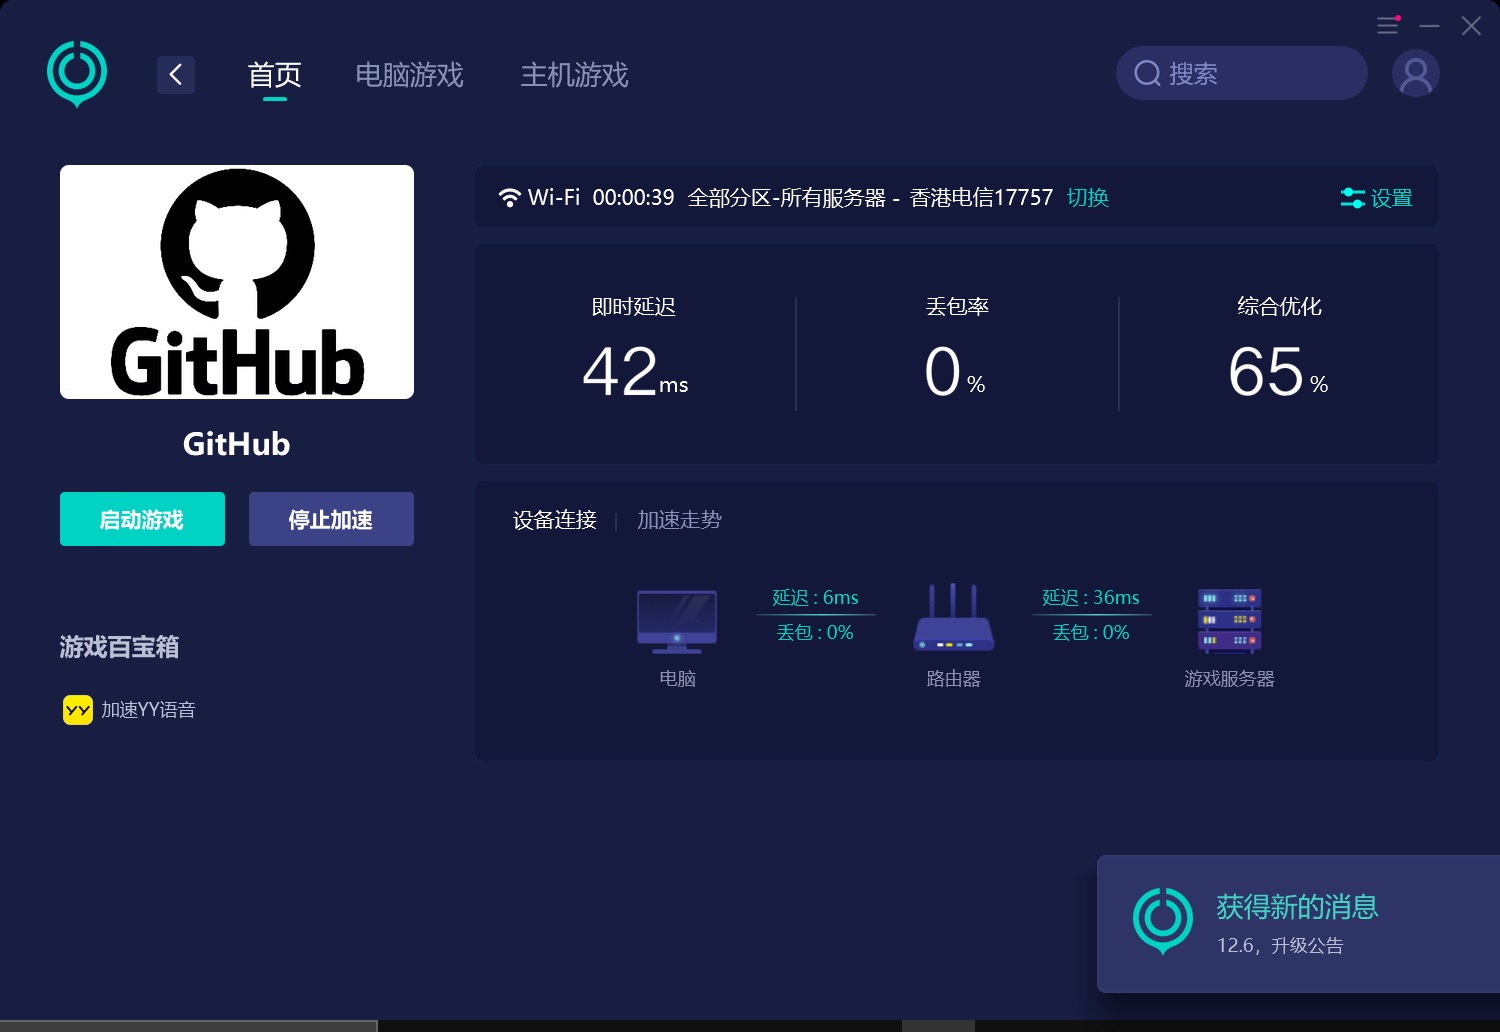 首页
电脑游戏
主机游戏
搜索
GitHub
GitHub
启动游戏
停止加速
游戏百宝箱
YY 加速YY语音
Wi-Fi 00:00:39 全部分区-所有服务器 - 香港电信17757 切换
设置
即时延迟
42ms
丢包率
0%
综合优化
65%
设备连接
加速走势
延迟 : 6ms
丢包 : 0%
延迟 : 36ms
丢包 : 0%
电脑
路由器
游戏服务器
获得新的消息
12.6，升级公告